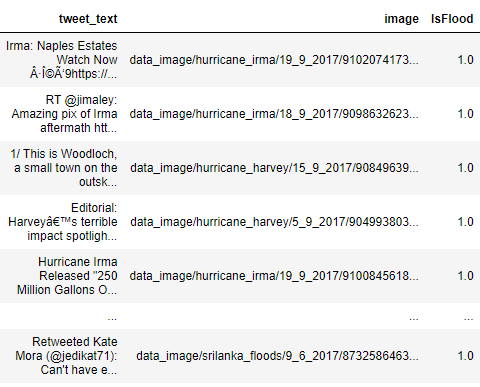 tweet_text image IsFlood
Irma: Naples Estates
Watch Now
Â·Î©Ã'9https://... data_image/hurricane_irma/19_9_2017/9102074173... 1.0
RT @jimaley:
Amazing pix of Irma
aftermath htt... data_image/hurricane_irma/18_9_2017/9098632623... 1.0
1/ This is Woodloch,
a small town on the
outsk... data_image/hurricane_harvey/15_9_2017/90849639... 1.0
Editorial:
Harveyâ€™s terrible
impact spotligh... data_image/hurricane_harvey/5_9_2017/904993803... 1.0
Hurricane Irma
Released "250
Million Gallons O... data_image/hurricane_irma/19_9_2017/9100845618... 1.0
... ... ...
Retweeted Kate
Mora (@jedikat71):
Can't have e... data_image/srilanka_floods/9_6_2017/8732586463... 1.0